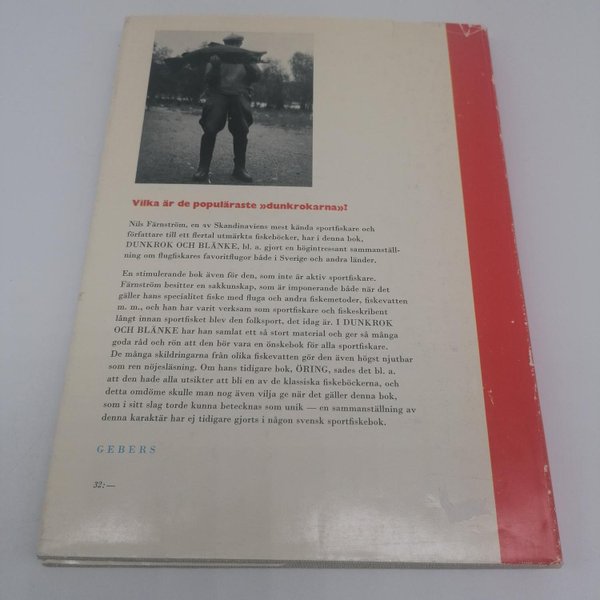 Vilka är de populäraste »dunkrokarna»?
Nils Färnström, en av Skandinaviens mest kända sportfiskare och
författare till ett flertal utmärkta fiskeböcker, har i denna bok,
DUNKROK OCH BLÄNKE, bl. a. gjort en högintressant sammanställ-
ning om flugfiskares favoritflugor både i Sverige och andra länder.
En stimulerande bok även för den, som inte är aktiv sportfiskare.
Färnström besitter en sakkunskap, som är imponerande både när det
gäller hans specialitet fiske med fluga och andra fiskemetoder, fiskevatten
m. m., och han har varit verksam som sportfiskare och fiskeskribent
långt innan sportfisket blev den folksport, det idag är. I DUNKROK
OCH BLÄNKE har han samlat ett så stort material och ger så många
goda råd och rön att den bör vara en önskebok för alla sportfiskare.
De många skildringarna från olika fiskevatten gör den även högst njutbar
som ren nöjesläsning. Om hans tidigare bok, ÖRING, sades det bl. a.
att den hade alla utsikter att bli en av de klassiska fiskeböckerna, och
detta omdöme skulle man nog även vilja ge när det gäller denna bok,
som i sitt slag torde kunna betecknas som unik — en sammanställning av
denna karaktär har ej tidigare gjorts i någon svensk sportfiskebok.
GEBERS
32:—